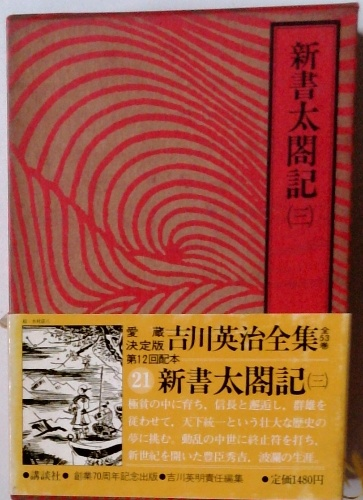 新書太閤記
㈢
愛蔵
決定版
吉川英治全集
全53巻
第12回配本
21 新書太閤記㈢
極貧の中に育ち、信長と邂逅し、群雄を
従わせて、天下統一という壮大な歴史の
夢に挑む。動乱の中世に終止符を打ち、
新世紀を開いた豊臣秀吉、波瀾の生涯。
●講談社● 創業70周年記念出版●吉川英明責任編集 ●定価1480円